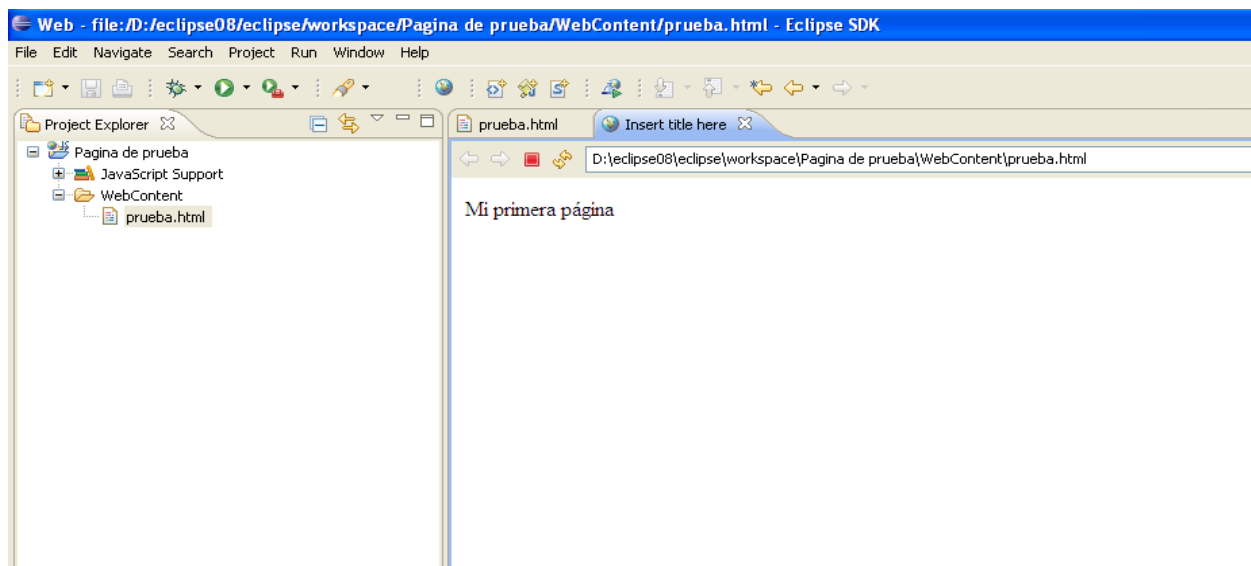 Web - file:/D:/eclipse08/eclipse/workspace/Pagina de prueba/WebContent/prueba.html - Eclipse SDK
File Edit Navigate Search Project Run Window Help
Project Explorer
prueba.html
Insert title here
Pagina de prueba
D:\eclipse08\eclipse\workspace\Pagina de prueba\WebContent\prueba.html
JavaScript Support
WebContent
prueba.html
Mi primera página